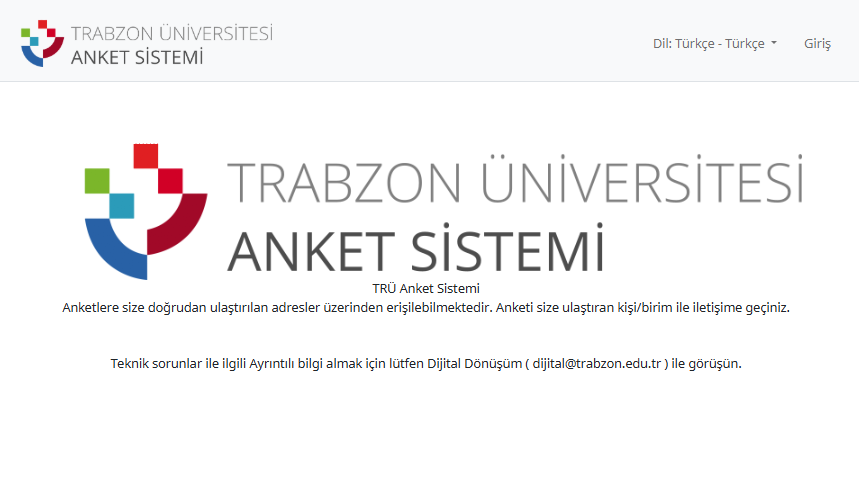 TRABZON ÜNİVERSİTESİ
ANKET SİSTEMİ
Dil: Türkçe - Türkçe
Giriş
TRABZON ÜNİVERSİTESİ
ANKET SİSTEMİ
TRÜ Anket Sistemi
Anketlere size doğrudan ulaştırılan adresler üzerinden erişilebilmektedir. Anketi size ulaştıran kişi/birim ile iletişime geçiniz.
Teknik sorunlar ile ilgili Ayrıntılı bilgi almak için lütfen Dijital Dönüşüm ( dijital@trabzon.edu.tr ) ile görüşün.